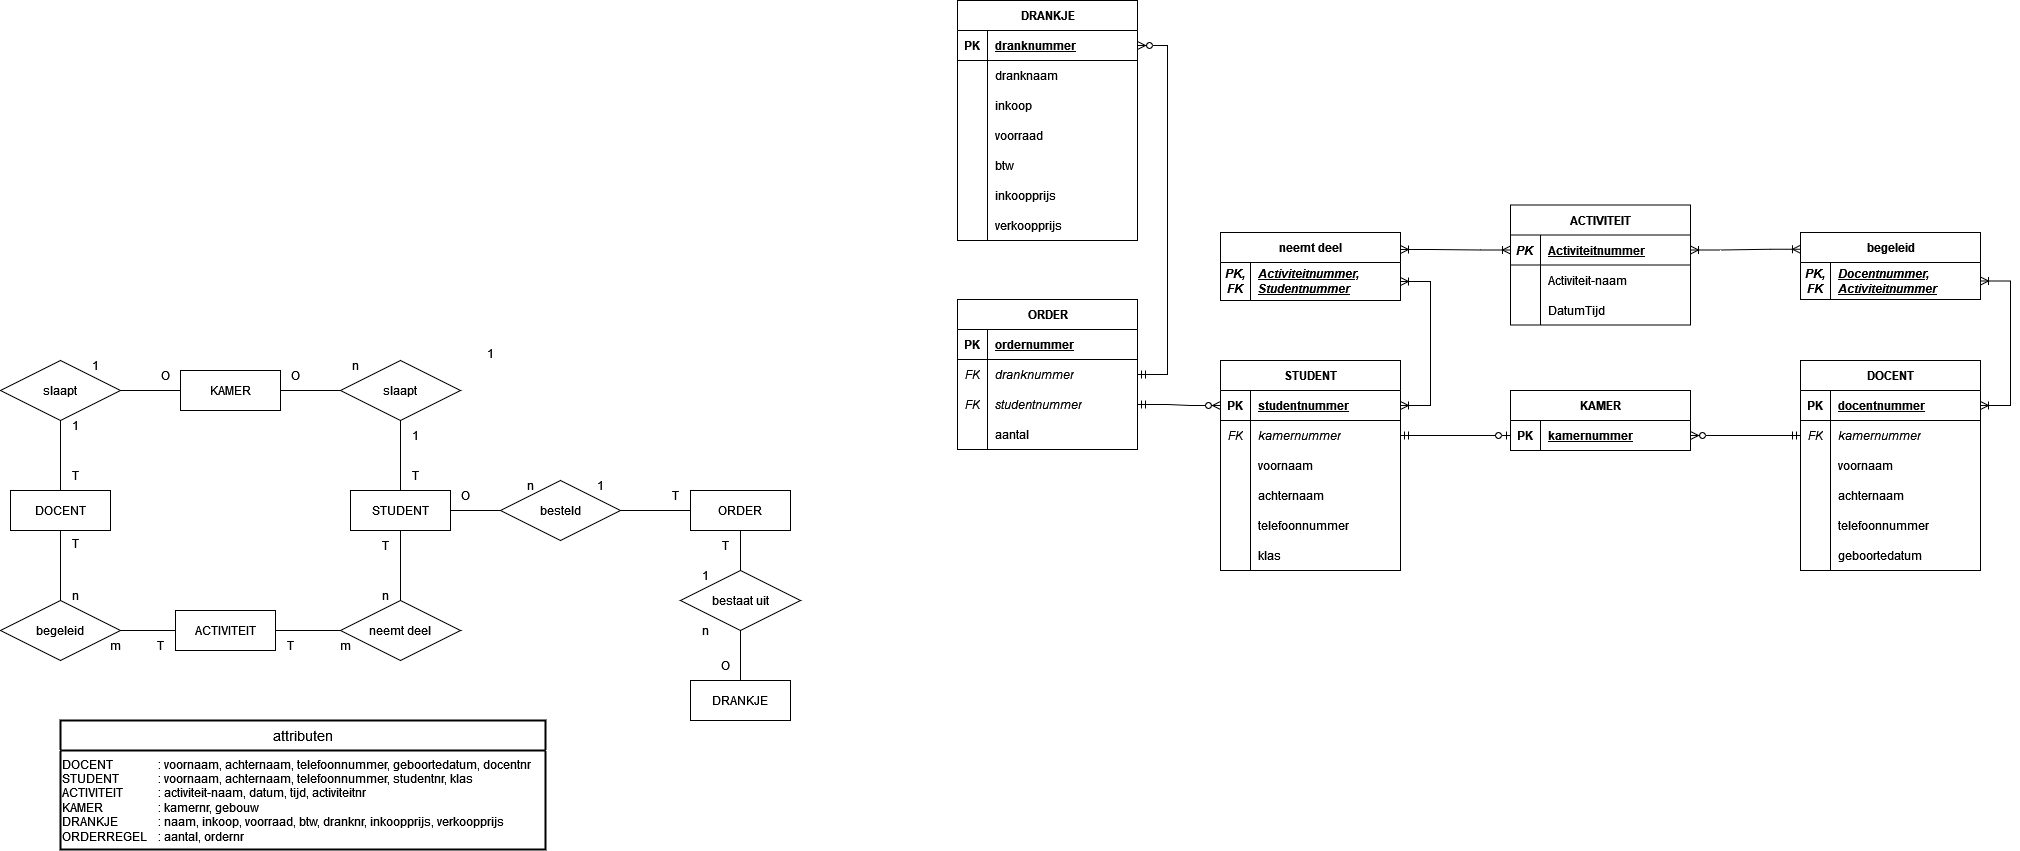 slaapt
1
1
O
KAMER
O
n
slaapt
1
1
T
DOCENT
T
T
STUDENT
T
O
n
besteld
1
T
ORDER
T
n
begeleid
m
T
ACTIVITEIT
T
m
n
neemt deel
1
bestaat uit
n
O
DRANKJE
attributen
DOCENT : voornaam, achternaam, telefoonnummer, geboortedatum, docentnr
STUDENT : voornaam, achternaam, telefoonnummer, studentnr, klas
ACTIVITEIT : activiteit-naam, datum, tijd, activiteitnr
KAMER : kamernr, gebouw
DRANKJE : naam, inkoop, voorraad, btw, dranknr, inkoopprijs, verkoopprijs
ORDERREGEL : aantal, ordernr
DRANKJE
PK dranknummer
dranknaam
inkoop
voorraad
btw
inkoopprijs
verkoopprijs
ORDER
PK ordernummer
FK dranknummer
FK studentnummer
aantal
neemt deel
PK, Activiteitnummer,
FK Studentnummer
STUDENT
PK studentnummer
FK kamernummer
voornaam
achternaam
telefoonnummer
klas
ACTIVITEIT
PK Activiteitnummer
Activiteit-naam
DatumTijd
KAMER
PK kamernummer
begeleid
PK, Docentnummer,
FK Activiteitnummer
DOCENT
PK docentnummer
FK kamernummer
voornaam
achternaam
telefoonnummer
geboortedatum